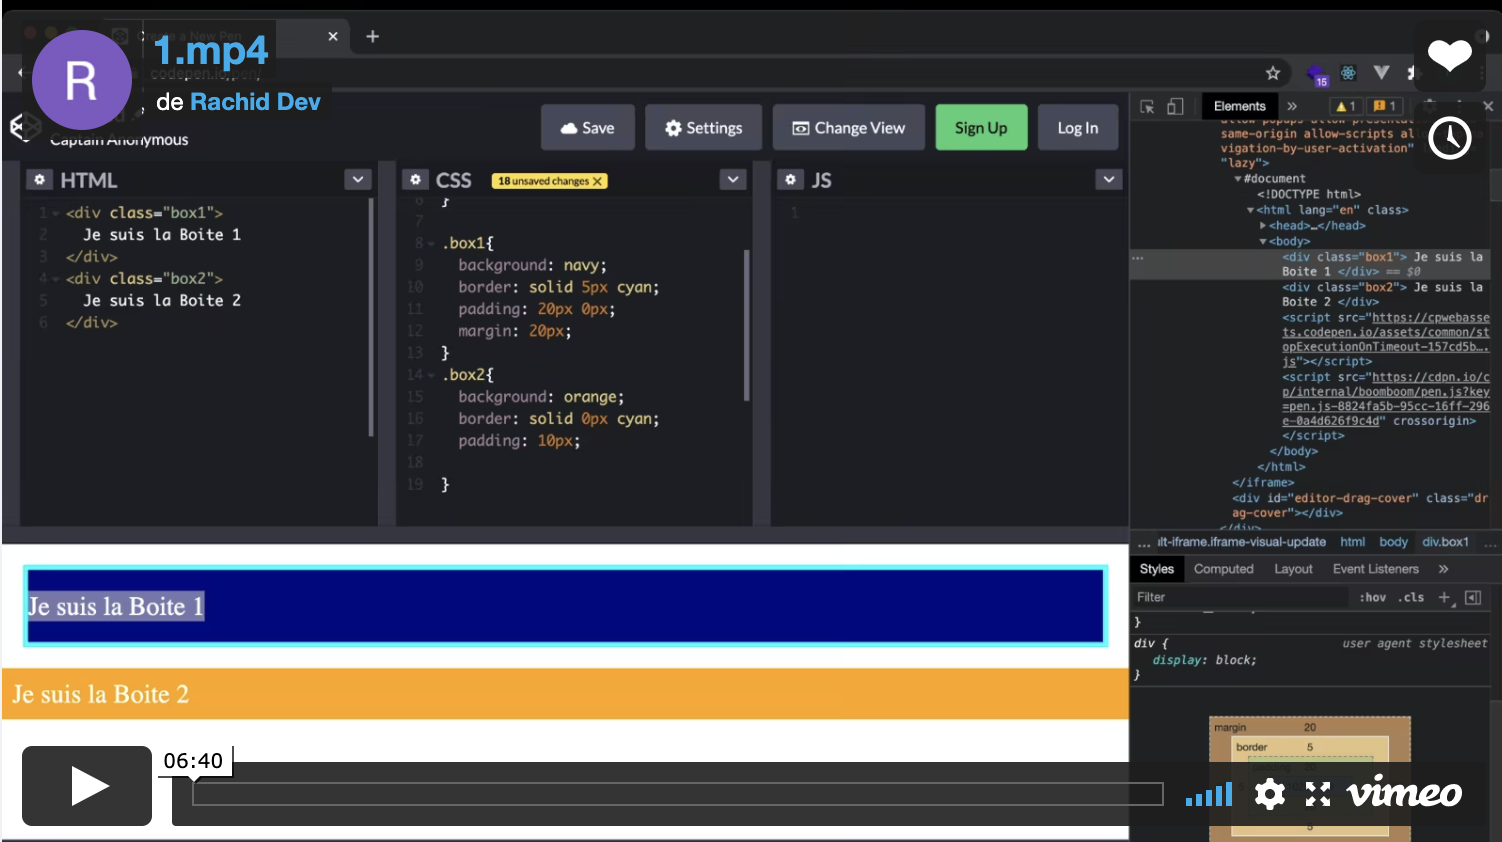 Create a New Pen
R
1.mp4
de Rachid Dev
codepen.io/pen/
15
Captain Anonymous
Save
Settings
Change View
Sign Up
Log In
Elements
1
1
HTML
1 <div class="box1">
2 Je suis la Boite 1
3 </div>
4 <div class="box2">
5 Je suis la Boite 2
6 </div>
CSS
18 unsaved changes X
6 }
7
8 .box1{
9 background: navy;
10 border: solid 5px cyan;
11 padding: 20px 0px;
12 margin: 20px;
13 }
14 .box2{
15 background: orange;
16 border: solid 0px cyan;
17 padding: 10px;
18
19 }
JS
1
same-origin allow-scripts
vigation-by-user-activation"
"lazy">
#document
<!DOCTYPE html>
<html lang="en" class>
<head>…</head>
<body>
<div class="box1"> Je suis la
Boite 1 </div> == $0
<div class="box2"> Je suis la
Boite 2 </div>
<script src="https://cpwebasse
ts.codepen.io/assets/common/st
opExecutionOnTimeout-157cd5b….
js"></script>
<script src="https://cdpn.io/c
p/internal/boomboom/pen.js?key
=pen.js-8824fa5b-95cc-16ff-296
e-0a4d626f9c4d" crossorigin>
</script>
</body>
</html>
</iframe>
<div id="editor-drag-cover" class="dr
ag-cover"></div>
</div>
... ult-iframe.iframe-visual-update html body div.box1 ...
Styles Computed Layout Event Listeners »
Filter :hov .cls +
}
div { user agent stylesheet
display: block;
}
margin 20
border 5
5
Je suis la Boite 1
Je suis la Boite 2
06:40
vimeo